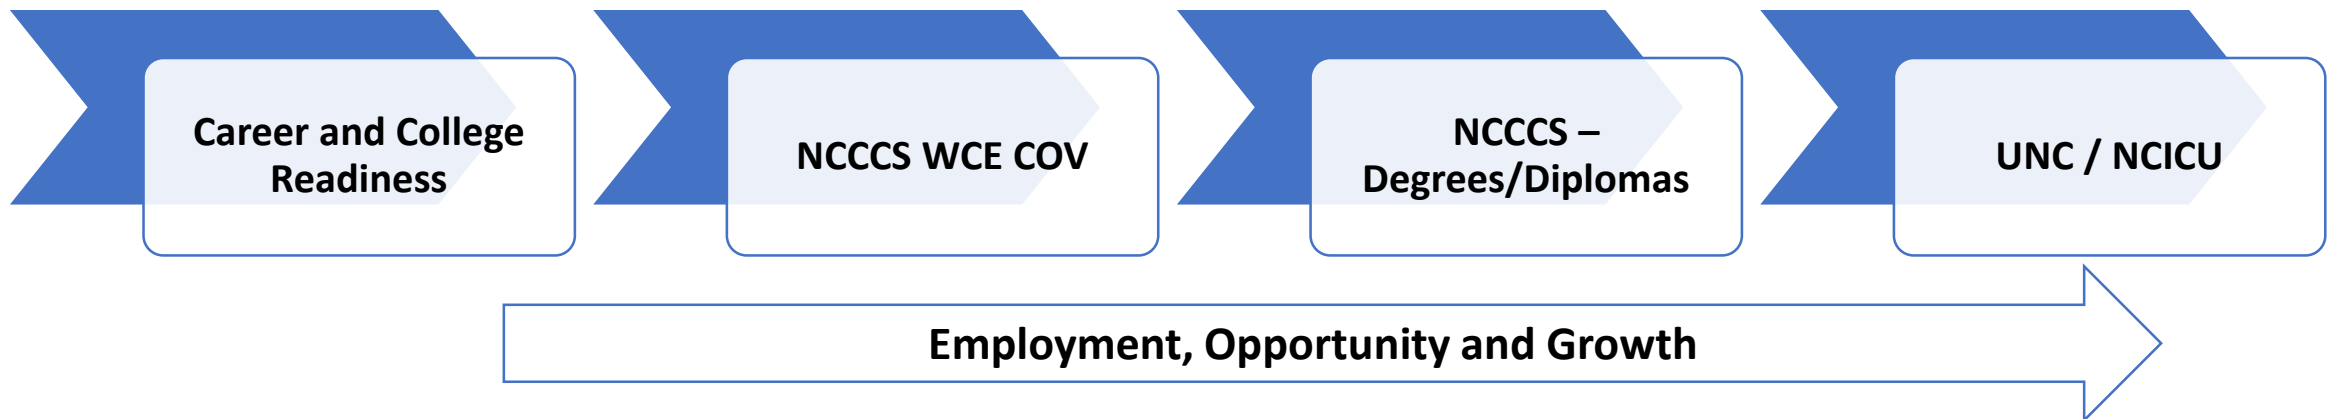 Career and College
Readiness
NCCCS WCE COV
NCCCS –
Degrees/Diplomas
UNC / NCICU
Employment, Opportunity and Growth